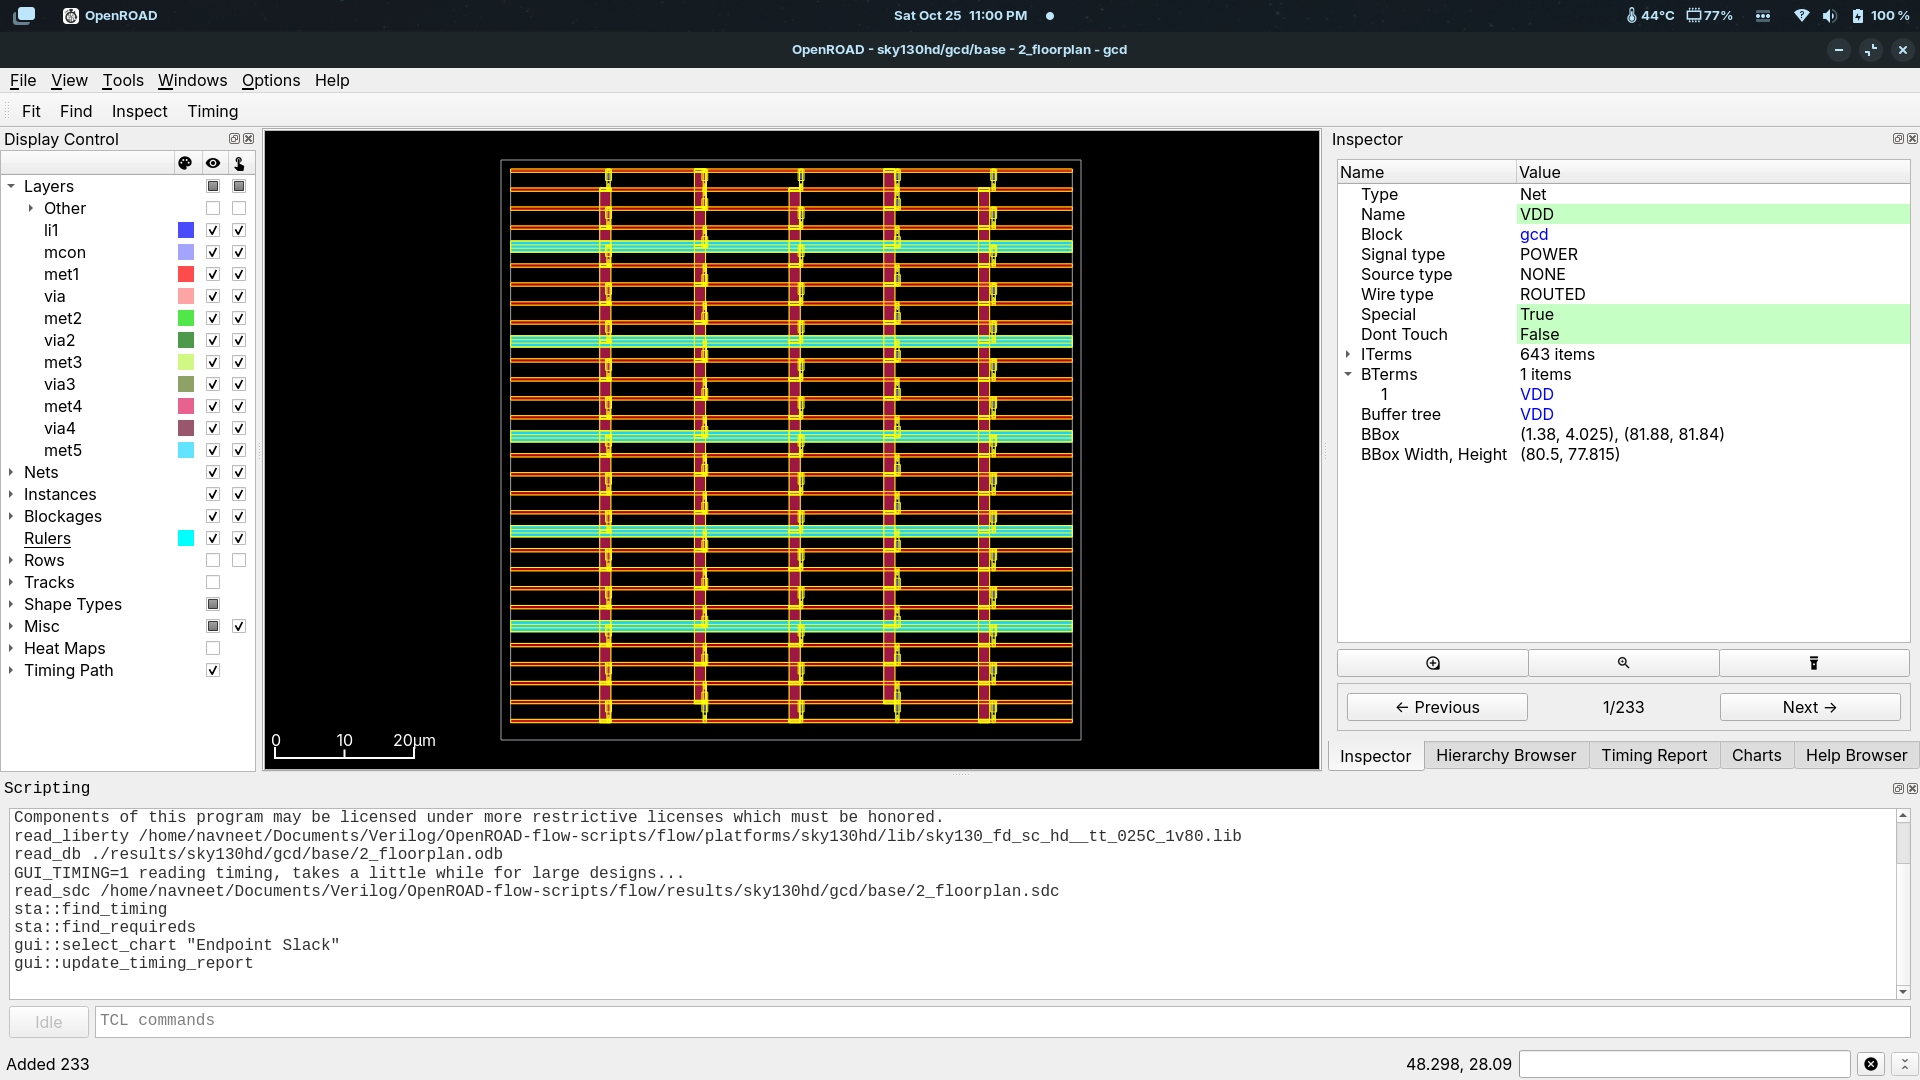 OpenROAD
Sat Oct 25 11:00 PM
44°C
77%
100 %
OpenROAD - sky130hd/gcd/base - 2_floorplan - gcd
File View Tools Windows Options Help
Fit Find Inspect Timing
Display Control
Layers
Other
li1
mcon
met1
via
met2
via2
met3
via3
met4
via4
met5
Nets
Instances
Blockages
Rulers
Rows
Tracks
Shape Types
Misc
Heat Maps
Timing Path
0 10 20μm
Inspector
Name Value
Type Net
Name VDD
Block gcd
Signal type POWER
Source type NONE
Wire type ROUTED
Special True
Dont Touch False
ITerms 643 items
BTerms 1 items
1 VDD
Buffer tree VDD
BBox (1.38, 4.025), (81.88, 81.84)
BBox Width, Height (80.5, 77.815)
← Previous 1/233 Next →
Inspector Hierarchy Browser Timing Report Charts Help Browser
Scripting
Components of this program may be licensed under more restrictive licenses which must be honored.
read_liberty /home/navneet/Documents/Verilog/OpenROAD-flow-scripts/flow/platforms/sky130hd/lib/sky130_fd_sc_hd__tt_025C_1v80.lib
read_db ./results/sky130hd/gcd/base/2_floorplan.odb
GUI_TIMING=1 reading timing, takes a little while for large designs...
read_sdc /home/navneet/Documents/Verilog/OpenROAD-flow-scripts/flow/results/sky130hd/gcd/base/2_floorplan.sdc
sta::find_timing
sta::find_requireds
gui::select_chart "Endpoint Slack"
gui::update_timing_report
Idle
TCL commands
Added 233
48.298, 28.09